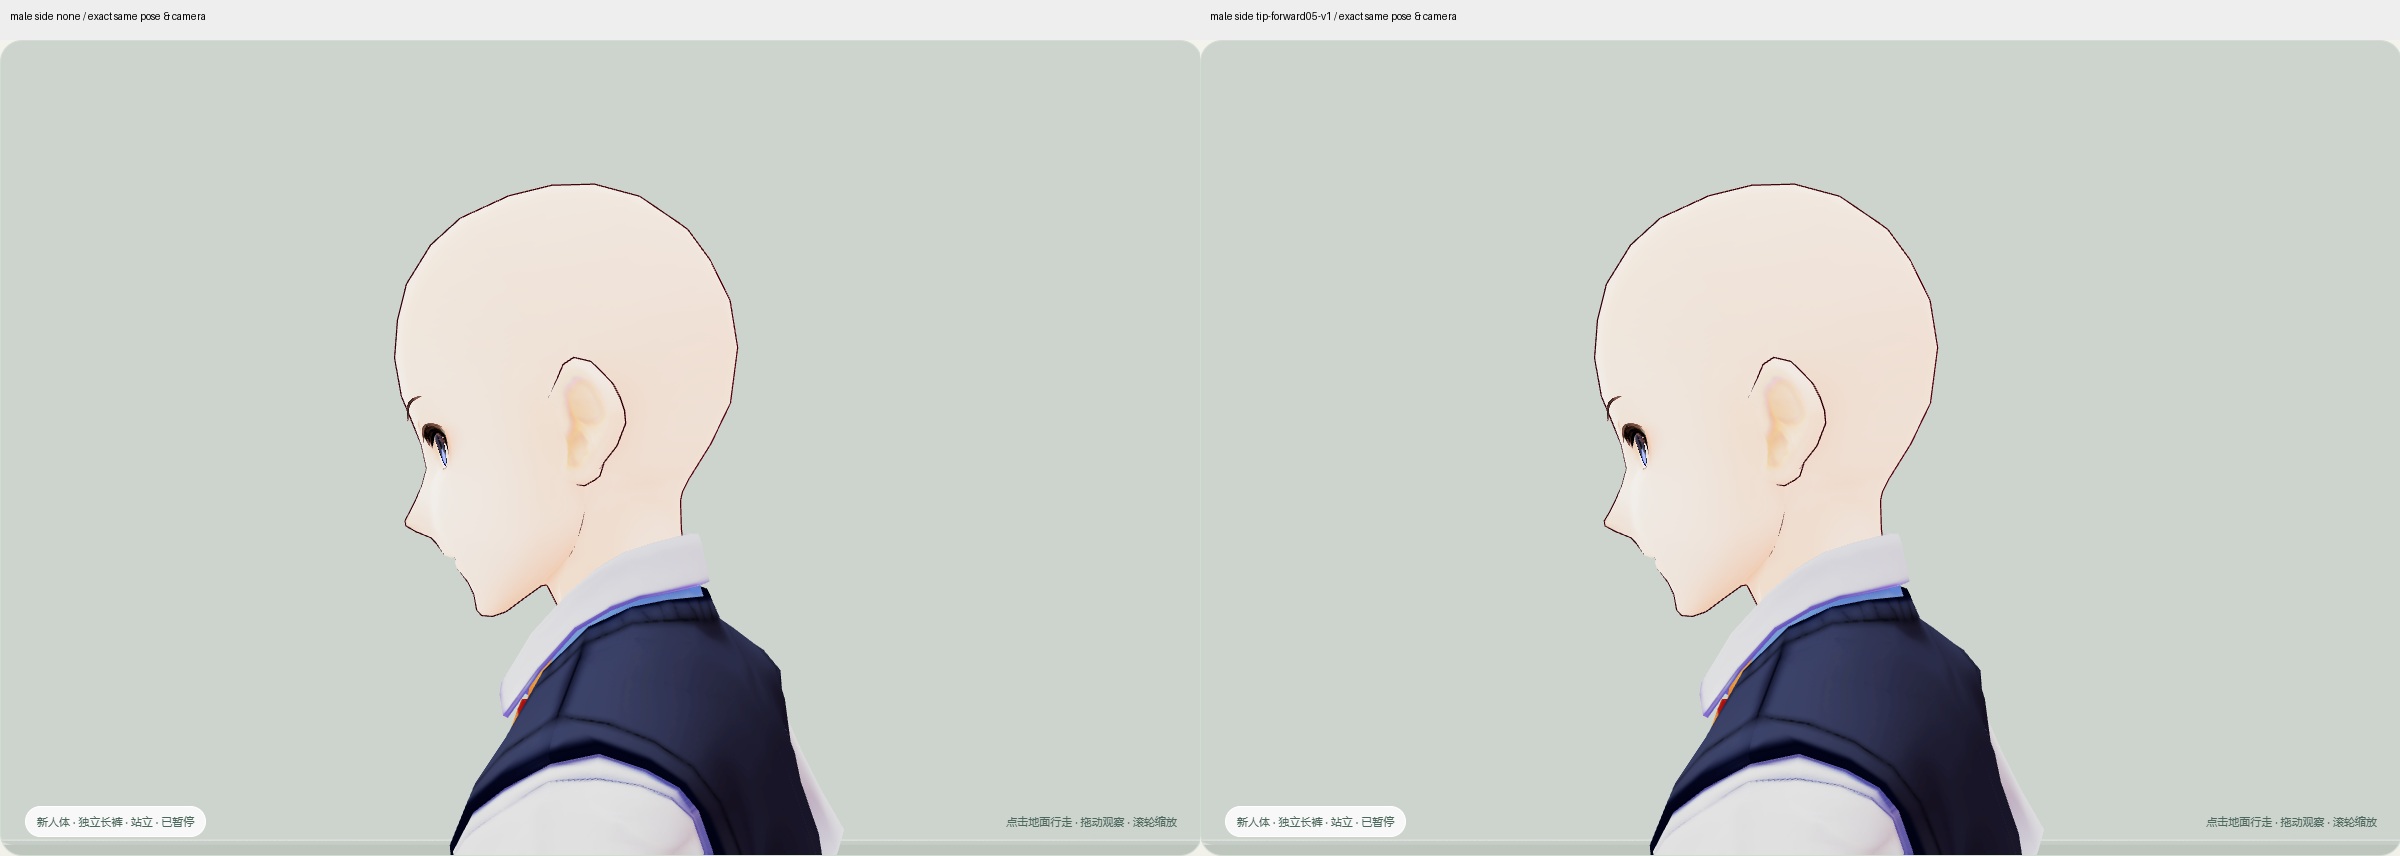 male side none / exact same pose & camera
male side tip-forward05-v1 / exact same pose & camera
新人体 · 独立长裤 · 站立 · 已暂停
点击地面行走 · 拖动观察 · 滚轮缩放
新人体 · 独立长裤 · 站立 · 已暂停
点击地面行走 · 拖动观察 · 滚轮缩放